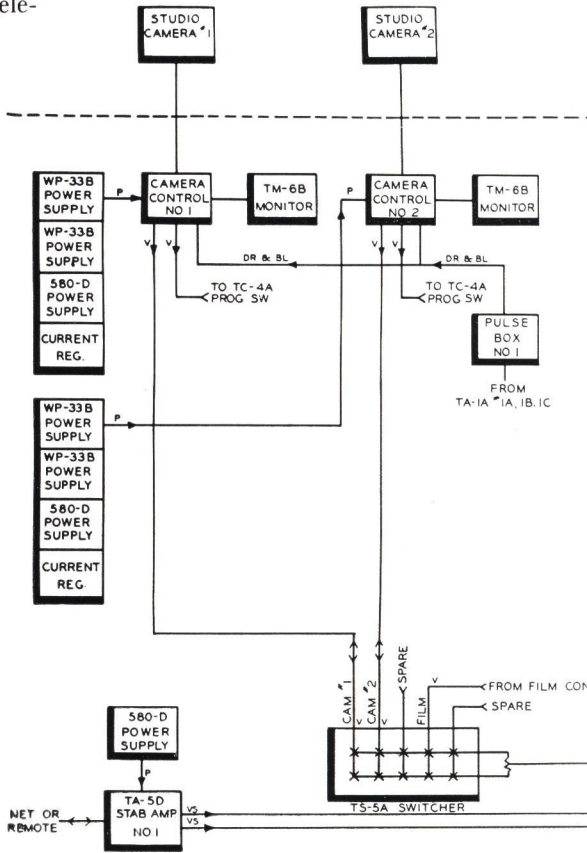 ele-
STUDIO
CAMERA #1
STUDIO
CAMERA #2
WP-33B
POWER
SUPPLY
WP-33B
POWER
SUPPLY
580-D
POWER
SUPPLY
CURRENT
REG.
P
CAMERA
CONTROL
NO 1
TM-6B
MONITOR
P
CAMERA
CONTROL
NO 2
TM-6B
MONITOR
V
V
DR & BL
V
V
DR & BL
TO TC-4A
PROG SW
TO TC-4A
PROG SW
PULSE
BOX
NO 1
FROM
TA-1A #1A, 1B, 1C
WP-33B
POWER
SUPPLY
WP-33B
POWER
SUPPLY
580-D
POWER
SUPPLY
CURRENT
REG.
P
CAM #1
V
CAM #2
V
SPARE
FILM
V
FROM FILM CON
SPARE
TS-5A SWITCHER
580-D
POWER
SUPPLY
P
NET OR
REMOTE
TA-5D
STAB AMP
NO 1
VS
VS